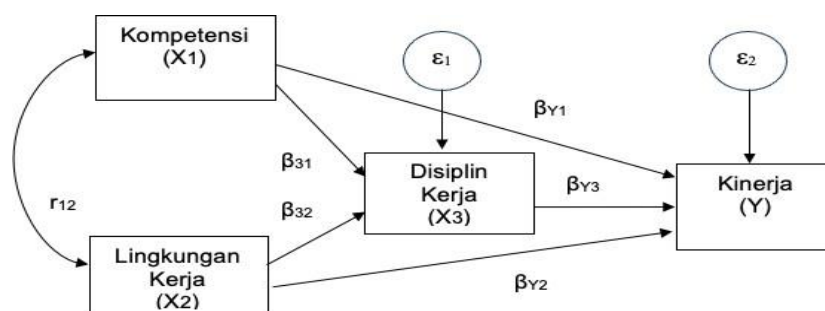 Kompetensi
(X1)
ε1
ε2
βY1
β31
Disiplin
Kerja
(X3)
βY3
Kinerja
(Y)
r12
β32
Lingkungan
Kerja
(X2)
βY2